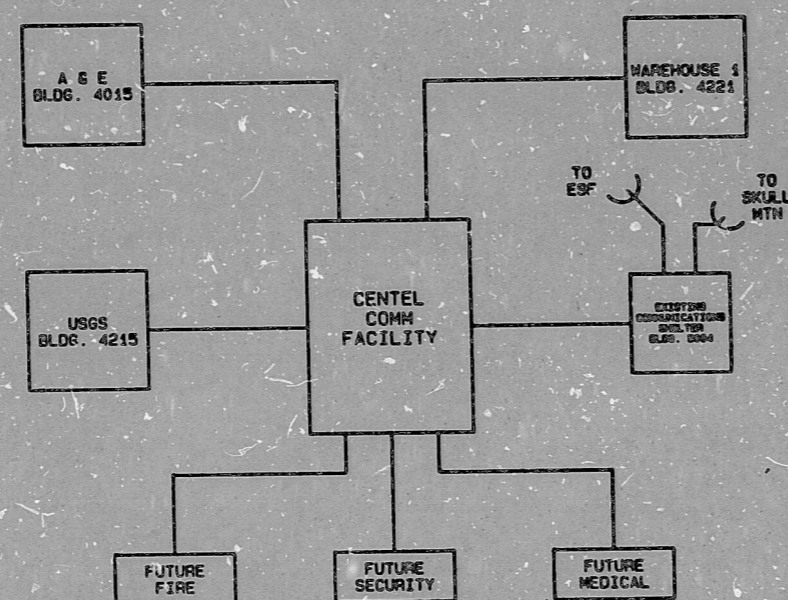 A & E
BLDG. 4015
WAREHOUSE 1
BLDG. 4221
TO
ESF
TO
SKULL
MTN
CENTEL
COMM
FACILITY
USGS
BLDG. 4215
EXISTING
COMMUNICATIONS
SHELTER
BLDG.
FUTURE
FIRE
FUTURE
SECURITY
FUTURE
MEDICAL